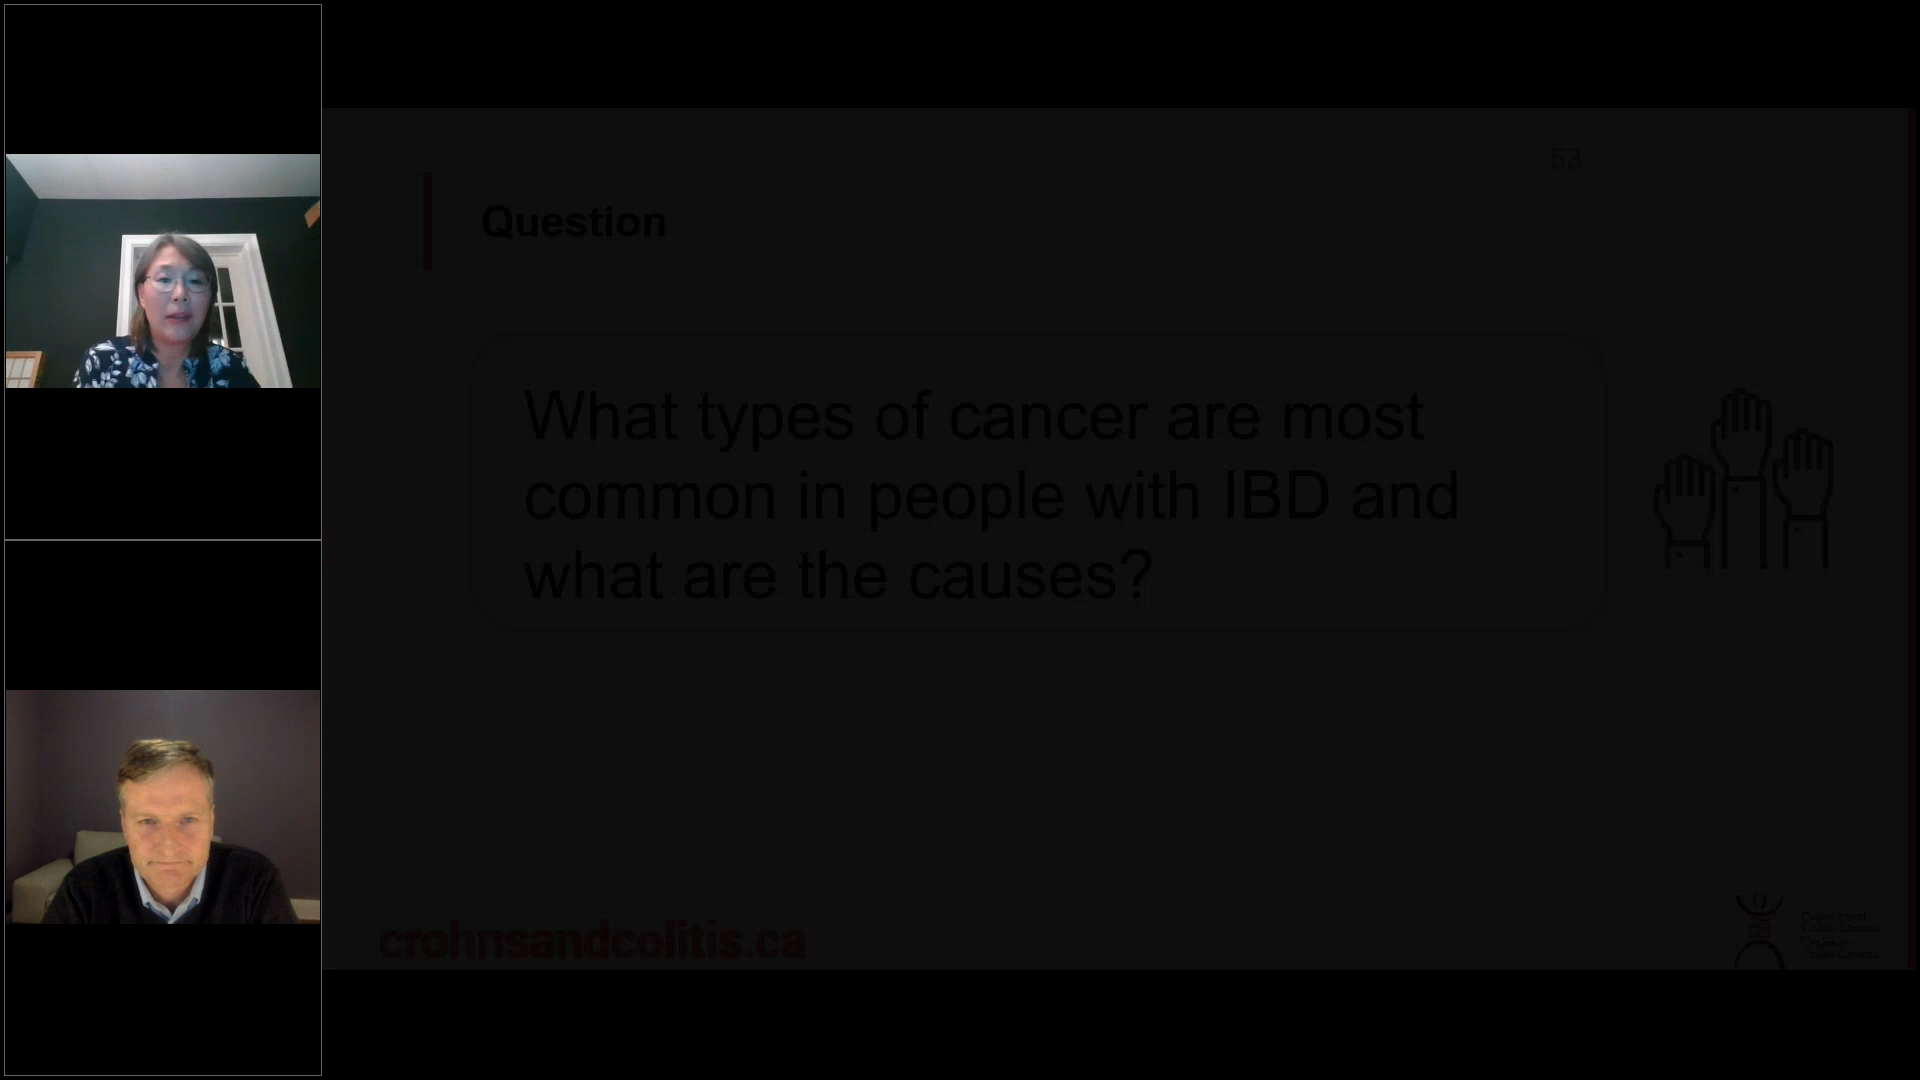 53
Question
What types of cancer are most
common in people with IBD and
what are the causes?
crohnsandcolitis.ca